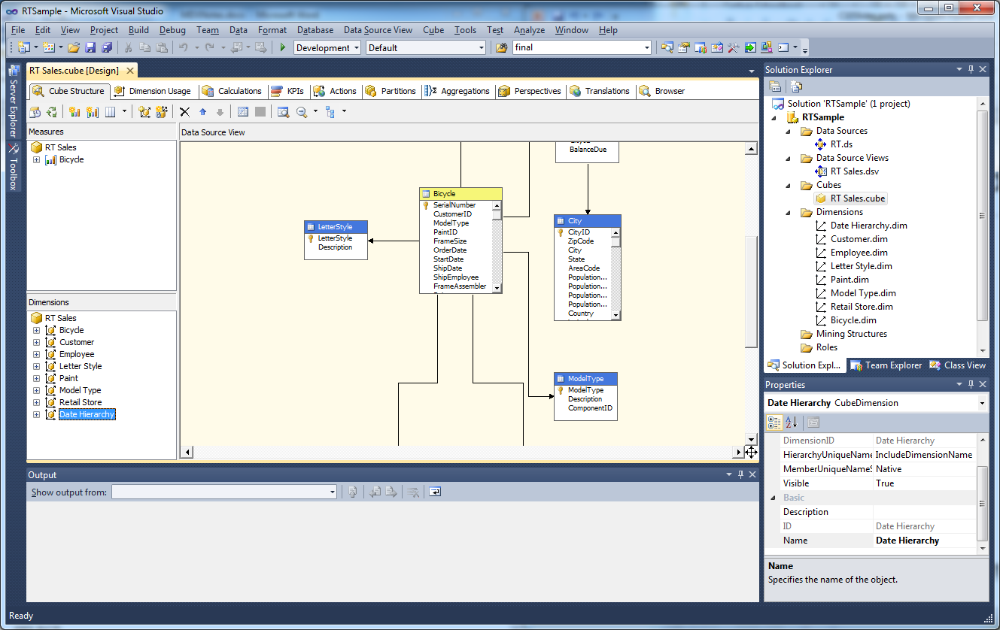 RTSample - Microsoft Visual Studio
File Edit View Project Build Debug Team Data Format Database Data Source View Cube Tools Test Analyze Window Help
Development Default final
Server Explorer
Toolbox
RT Sales.cube [Design]
Cube Structure Dimension Usage Calculations KPIs Actions Partitions Aggregations Perspectives Translations Browser
Measures
RT Sales
Bicycle
Dimensions
RT Sales
Bicycle
Customer
Employee
Letter Style
Paint
Model Type
Retail Store
Date Hierarchy
Data Source View
BalanceDue
Bicycle
SerialNumber
CustomerID
ModelType
PaintID
FrameSize
OrderDate
StartDate
ShipDate
ShipEmployee
FrameAssembler
LetterStyle
LetterStyle
Description
City
CityID
ZipCode
City
State
AreaCode
Population...
Population...
Population...
Population...
Country
ModelType
ModelType
Description
ComponentID
Output
Show output from:
Solution Explorer
Solution 'RTSample' (1 project)
RTSample
Data Sources
RT.ds
Data Source Views
RT Sales.dsv
Cubes
RT Sales.cube
Dimensions
Date Hierarchy.dim
Customer.dim
Employee.dim
Letter Style.dim
Paint.dim
Model Type.dim
Retail Store.dim
Bicycle.dim
Mining Structures
Roles
Solution Expl... Team Explorer Class View
Properties
Date Hierarchy CubeDimension
DimensionID Date Hierarchy
HierarchyUniqueName IncludeDimensionName
MemberUniqueNameS Native
Visible True
Basic
Description
ID Date Hierarchy
Name Date Hierarchy
Name
Specifies the name of the object.
Ready